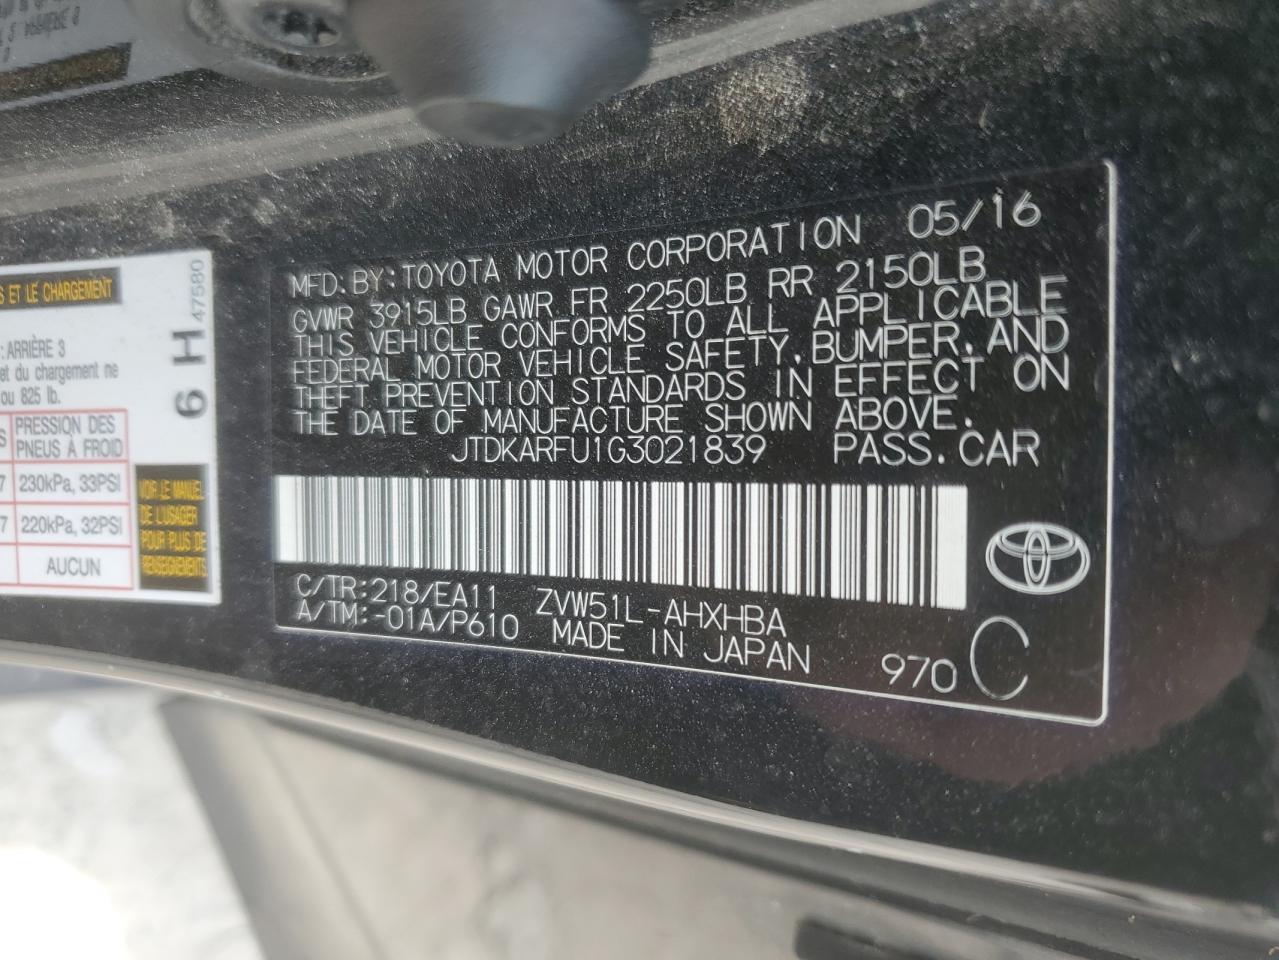 S VEHICLE
S ET LE CHARGEMENT
: ARRIÈRE 3
et du chargement ne
ou 825 lb.
PRESSION DES
PNEUS À FROID
7 230kPa, 33PSI
7 220kPa, 32PSI
AUCUN
VOIR LE MANUEL
DE L'USAGER
POUR PLUS DE
RENSEIGNEMENTS
6 H
47580
MFD. BY: TOYOTA MOTOR CORPORATION 05/16
GVWR 3915LB GAWR FR 2250LB RR 2150LB
THIS VEHICLE CONFORMS TO ALL APPLICABLE
FEDERAL MOTOR VEHICLE SAFETY, BUMPER, AND
THEFT PREVENTION STANDARDS IN EFFECT ON
THE DATE OF MANUFACTURE SHOWN ABOVE.
JTDKARFU1G3021839 PASS. CAR
C/TR: 218/EA11 ZVW51L-AHXHBA
A/TM: -01A/P610 MADE IN JAPAN 970 C